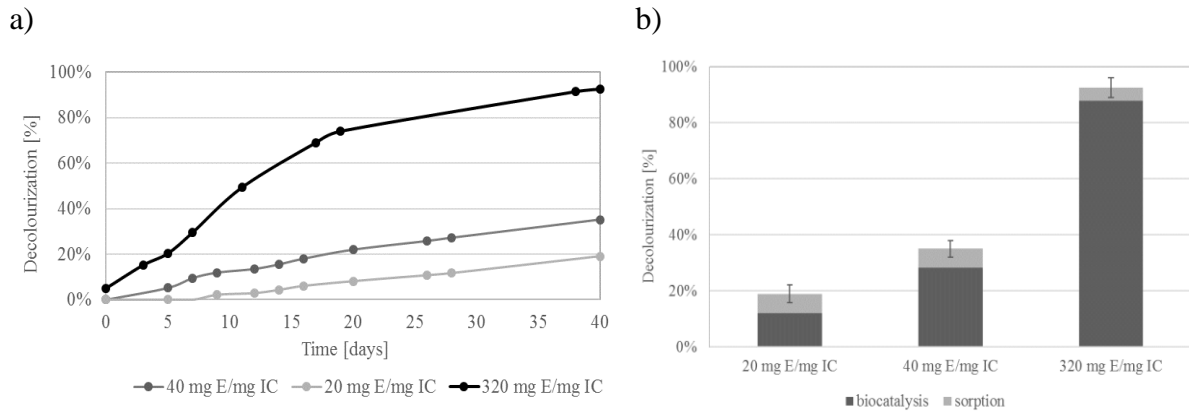 a)
Decolourization [%]
100%
80%
60%
40%
20%
0%
0 5 10 15 20 25 30 35 40
Time [days]
40 mg E/mg IC 20 mg E/mg IC 320 mg E/mg IC
b)
Decolourization [%]
100%
80%
60%
40%
20%
0%
20 mg E/mg IC 40 mg E/mg IC 320 mg E/mg IC
biocatalysis sorption